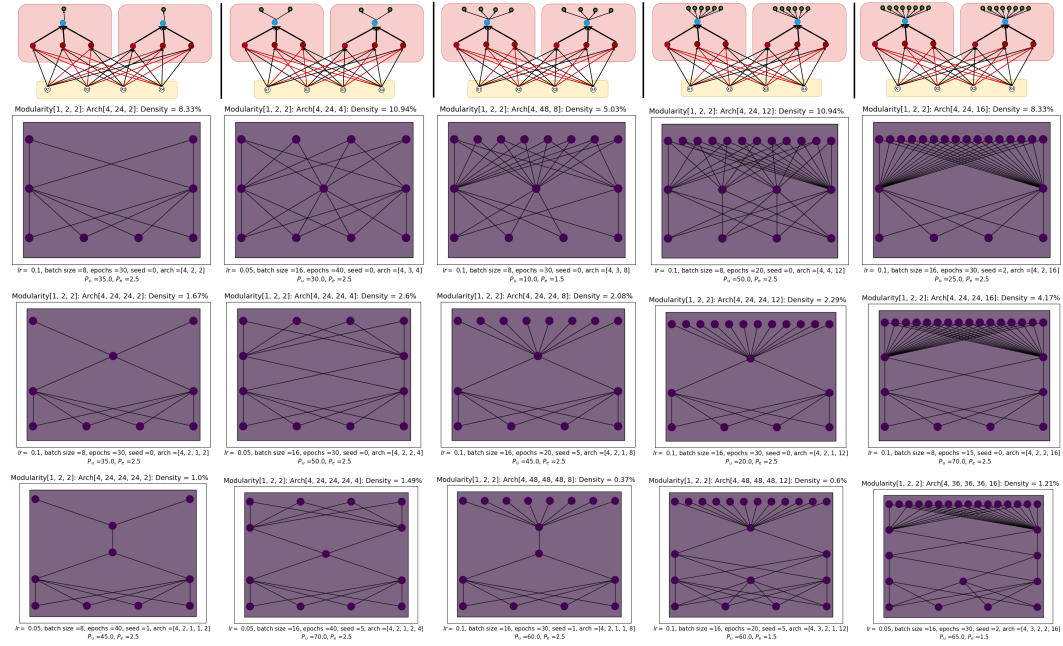 Modularity[1, 2, 2]: Arch[4, 24, 2]: Density = 8.33%
Modularity[1, 2, 2]: Arch[4, 24, 4]: Density = 10.94%
Modularity[1, 2, 2]: Arch[4, 48, 8]: Density = 5.03%
Modularity[1, 2, 2]: Arch[4, 24, 12]: Density = 10.94%
Modularity[1, 2, 2]: Arch[4, 24, 16]: Density = 8.33%
lr = 0.1, batch size =8, epochs =30, seed =0, arch =[4, 2, 2]
P_u =35.0, P_e =2.5
lr = 0.05, batch size =16, epochs =40, seed =0, arch =[4, 3, 4]
P_u =30.0, P_e =2.5
lr = 0.1, batch size =8, epochs =30, seed =0, arch =[4, 3, 8]
P_u =10.0, P_e =1.5
lr = 0.1, batch size =8, epochs =20, seed =0, arch =[4, 4, 12]
P_u =50.0, P_e =2.5
lr = 0.1, batch size =16, epochs =30, seed =2, arch =[4, 2, 16]
P_u =25.0, P_e =2.5
Modularity[1, 2, 2]: Arch[4, 24, 24, 2]: Density = 1.67%
Modularity[1, 2, 2]: Arch[4, 24, 24, 4]: Density = 2.6%
Modularity[1, 2, 2]: Arch[4, 24, 24, 8]: Density = 2.08%
Modularity[1, 2, 2]: Arch[4, 24, 24, 12]: Density = 2.29%
Modularity[1, 2, 2]: Arch[4, 24, 24, 16]: Density = 4.17%
lr = 0.1, batch size =8, epochs =30, seed =0, arch =[4, 2, 1, 2]
P_u =35.0, P_e =2.5
lr = 0.05, batch size =16, epochs =30, seed =0, arch =[4, 2, 2, 4]
P_u =50.0, P_e =2.5
lr = 0.1, batch size =16, epochs =20, seed =5, arch =[4, 2, 1, 8]
P_u =45.0, P_e =2.5
lr = 0.1, batch size =16, epochs =30, seed =0, arch =[4, 2, 1, 12]
P_u =20.0, P_e =2.5
lr = 0.1, batch size =8, epochs =15, seed =0, arch =[4, 2, 2, 16]
P_u =70.0, P_e =2.5
Modularity[1, 2, 2]: Arch[4, 24, 24, 24, 2]: Density = 1.0%
Modularity[1, 2, 2]: Arch[4, 24, 24, 24, 4]: Density = 1.49%
Modularity[1, 2, 2]: Arch[4, 48, 48, 48, 8]: Density = 0.37%
Modularity[1, 2, 2]: Arch[4, 48, 48, 48, 12]: Density = 0.6%
Modularity[1, 2, 2]: Arch[4, 36, 36, 36, 16]: Density = 1.21%
lr = 0.05, batch size =8, epochs =40, seed =1, arch =[4, 2, 1, 1, 2]
P_u =45.0, P_e =2.5
lr = 0.05, batch size =16, epochs =40, seed =5, arch =[4, 2, 1, 2, 4]
P_u =70.0, P_e =2.5
lr = 0.1, batch size =16, epochs =30, seed =1, arch =[4, 2, 1, 1, 8]
P_u =60.0, P_e =2.5
lr = 0.1, batch size =16, epochs =20, seed =5, arch =[4, 3, 2, 1, 12]
P_u =60.0, P_e =1.5
lr = 0.05, batch size =16, epochs =30, seed =2, arch =[4, 3, 2, 2, 16]
P_u =65.0, P_e =1.5